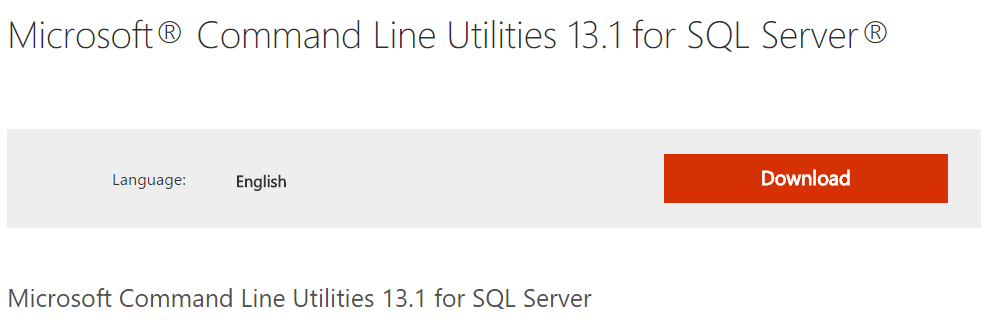 Microsoft® Command Line Utilities 13.1 for SQL Server®
Language: English Download
Microsoft Command Line Utilities 13.1 for SQL Server